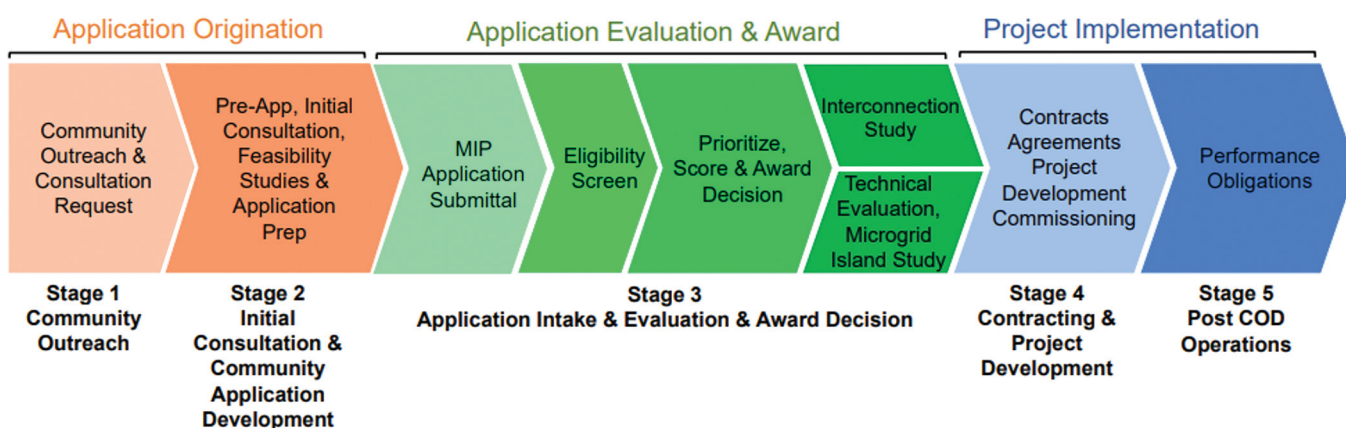 Application Origination
Application Evaluation & Award
Project Implementation
Community
Outreach &
Consultation
Request
Pre-App, Initial
Consultation,
Feasibility
Studies &
Application
Prep
MIP
Application
Submittal
Eligibility
Screen
Prioritize,
Score & Award
Decision
Interconnection
Study
Technical
Evaluation,
Microgrid
Island Study
Contracts
Agreements
Project
Development
Commissioning
Performance
Obligations
Stage 1
Community
Outreach
Stage 2
Initial
Consultation &
Community
Application
Development
Stage 3
Application Intake & Evaluation & Award Decision
Stage 4
Contracting &
Project
Development
Stage 5
Post COD
Operations